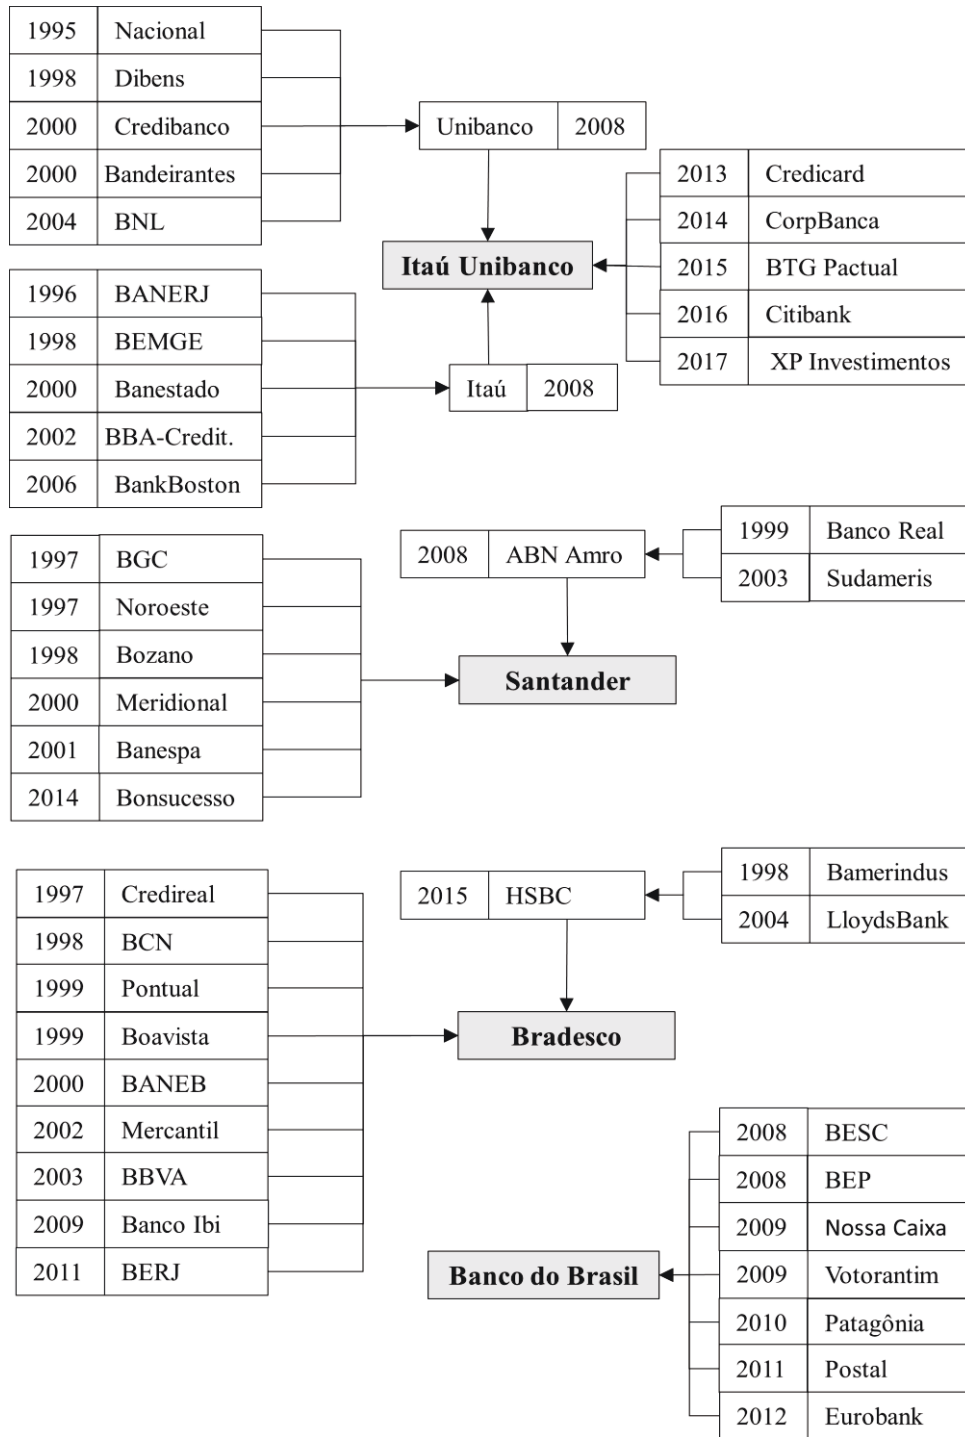 1995 Nacional
1998 Dibens
2000 Credibanco
2000 Bandeirantes
2004 BNL
Unibanco 2008
2013 Credicard
2014 CorpBanca
2015 BTG Pactual
2016 Citibank
2017 XP Investimentos
Itaú Unibanco
1996 BANERJ
1998 BEMGE
2000 Banestado
2002 BBA-Credit.
2006 BankBoston
Itaú 2008
1997 BGC
1997 Noroeste
1998 Bozano
2000 Meridional
2001 Banespa
2014 Bonsucesso
2008 ABN Amro
1999 Banco Real
2003 Sudameris
Santander
1997 Credireal
1998 BCN
1999 Pontual
1999 Boavista
2000 BANEB
2002 Mercantil
2003 BBVA
2009 Banco Ibi
2011 BERJ
2015 HSBC
1998 Bamerindus
2004 LloydsBank
Bradesco
Banco do Brasil
2008 BESC
2008 BEP
2009 Nossa Caixa
2009 Votorantim
2010 Patagônia
2011 Postal
2012 Eurobank